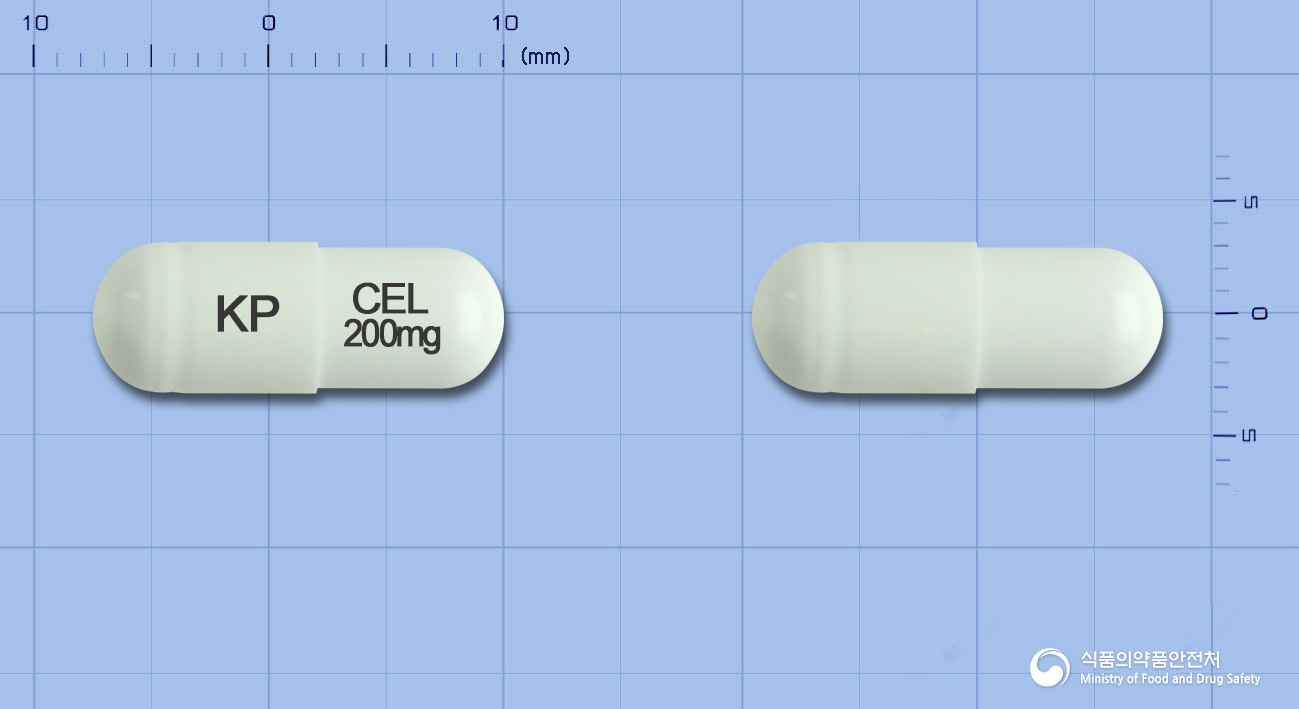 10 0 10
(mm)
KP
CEL
200mg
5
0
5
식품의약품안전처
Ministry of Food and Drug Safety